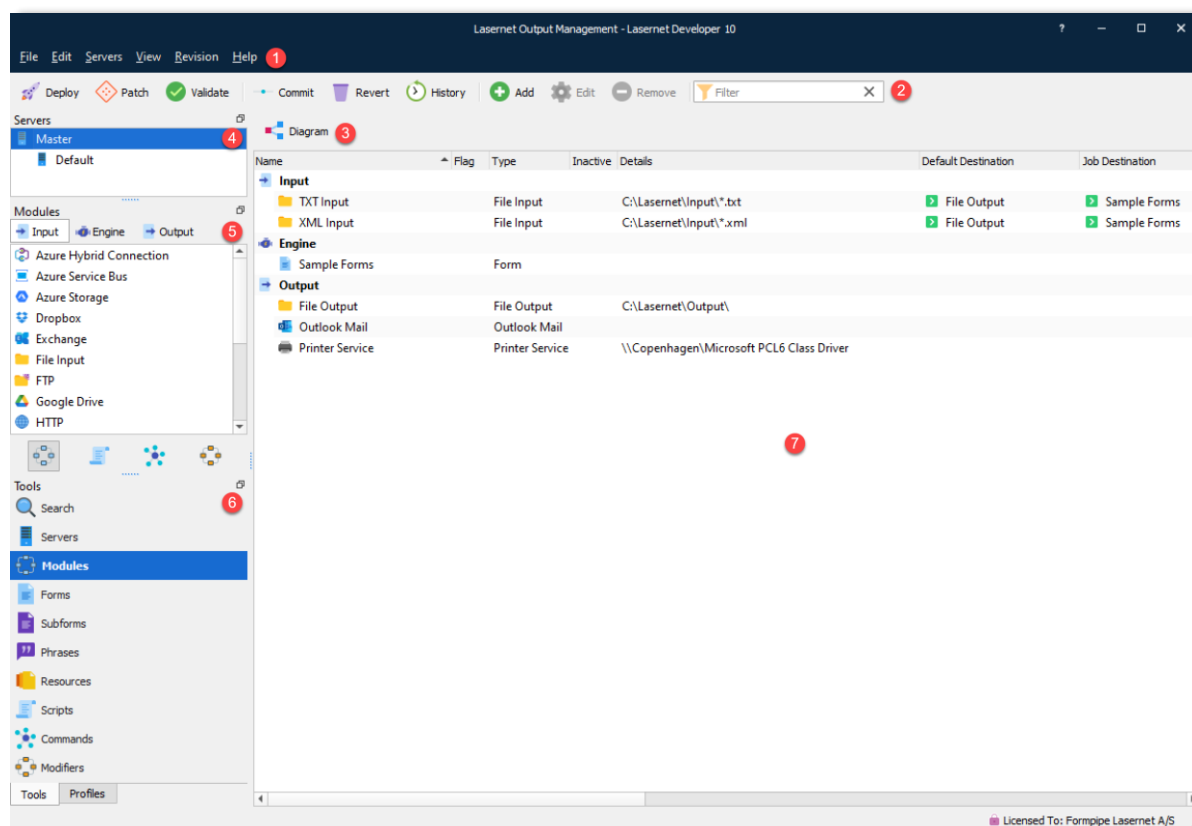 Lasernet Output Management - Lasernet Developer 10 ?
File Edit Servers View Revision Help 1
Deploy Patch Validate Commit Revert History Add Edit Remove Filter 2
Servers
Master 4
Default
Diagram 3
Modules
Input Engine Output 5
Azure Hybrid Connection
Azure Service Bus
Azure Storage
Dropbox
Exchange
File Input
FTP
Google Drive
HTTP
Tools
6
Search
Servers
Modules
Forms
Subforms
Phrases
Resources
Scripts
Commands
Modifiers
Tools Profiles
Name Flag Type Inactive Details Default Destination Job Destination
Input
TXT Input File Input C:\Lasernet\Input\*.txt File Output Sample Forms
XML Input File Input C:\Lasernet\Input\*.xml File Output Sample Forms
Engine
Sample Forms Form
Output
File Output File Output C:\Lasernet\Output\
Outlook Mail Outlook Mail
Printer Service Printer Service \\Copenhagen\Microsoft PCL6 Class Driver
7
Licensed To: Formpipe Lasernet A/S